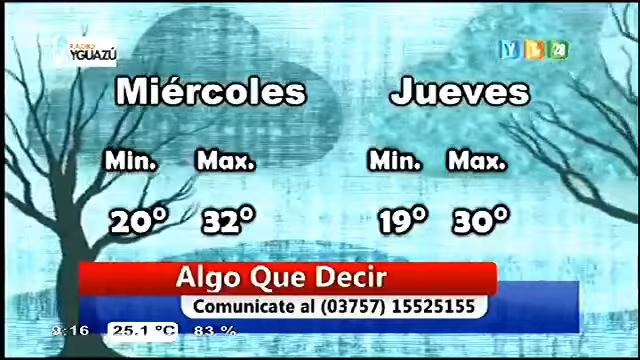 RADIO
YGUAZÚ
Miércoles Jueves
Min. Max. Min. Max.
20° 32° 19° 30°
Algo Que Decir
Comunicate al (03757) 15525155
25.1 °C 83 %